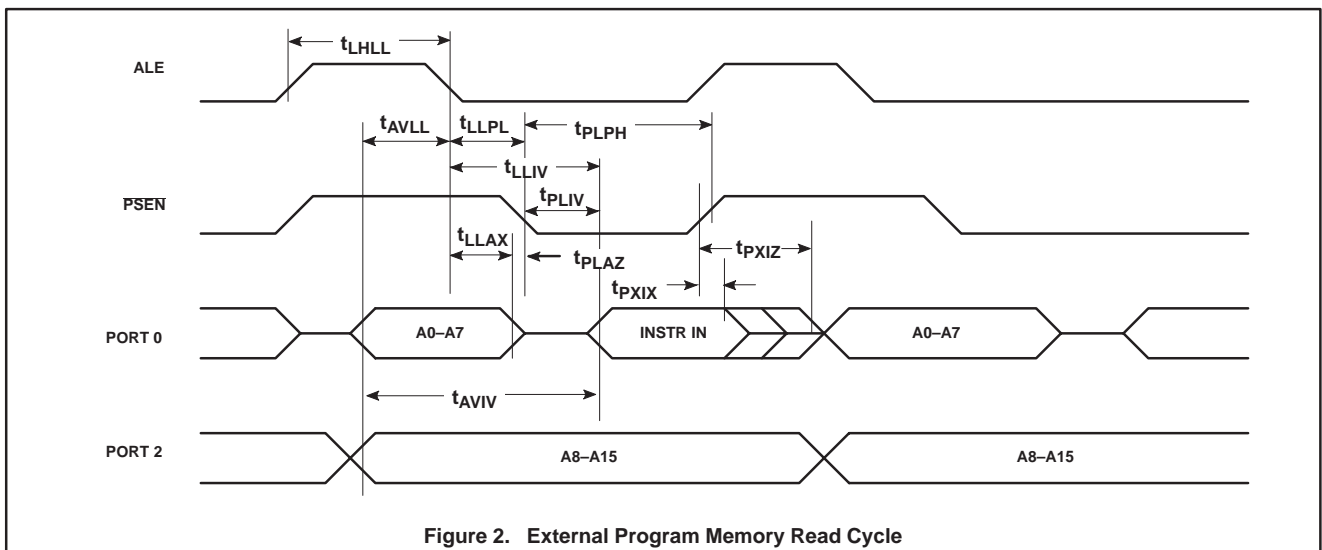 tLHLL
ALE
tAVLL
tLLPL
tPLPH
tLLIV
PSEN
tPLIV
tLLAX
tPLAZ
tPXIZ
tPXIX
PORT 0
A0–A7
INSTR IN
A0–A7
tAVIV
PORT 2
A8–A15
A8–A15
Figure 2. External Program Memory Read Cycle